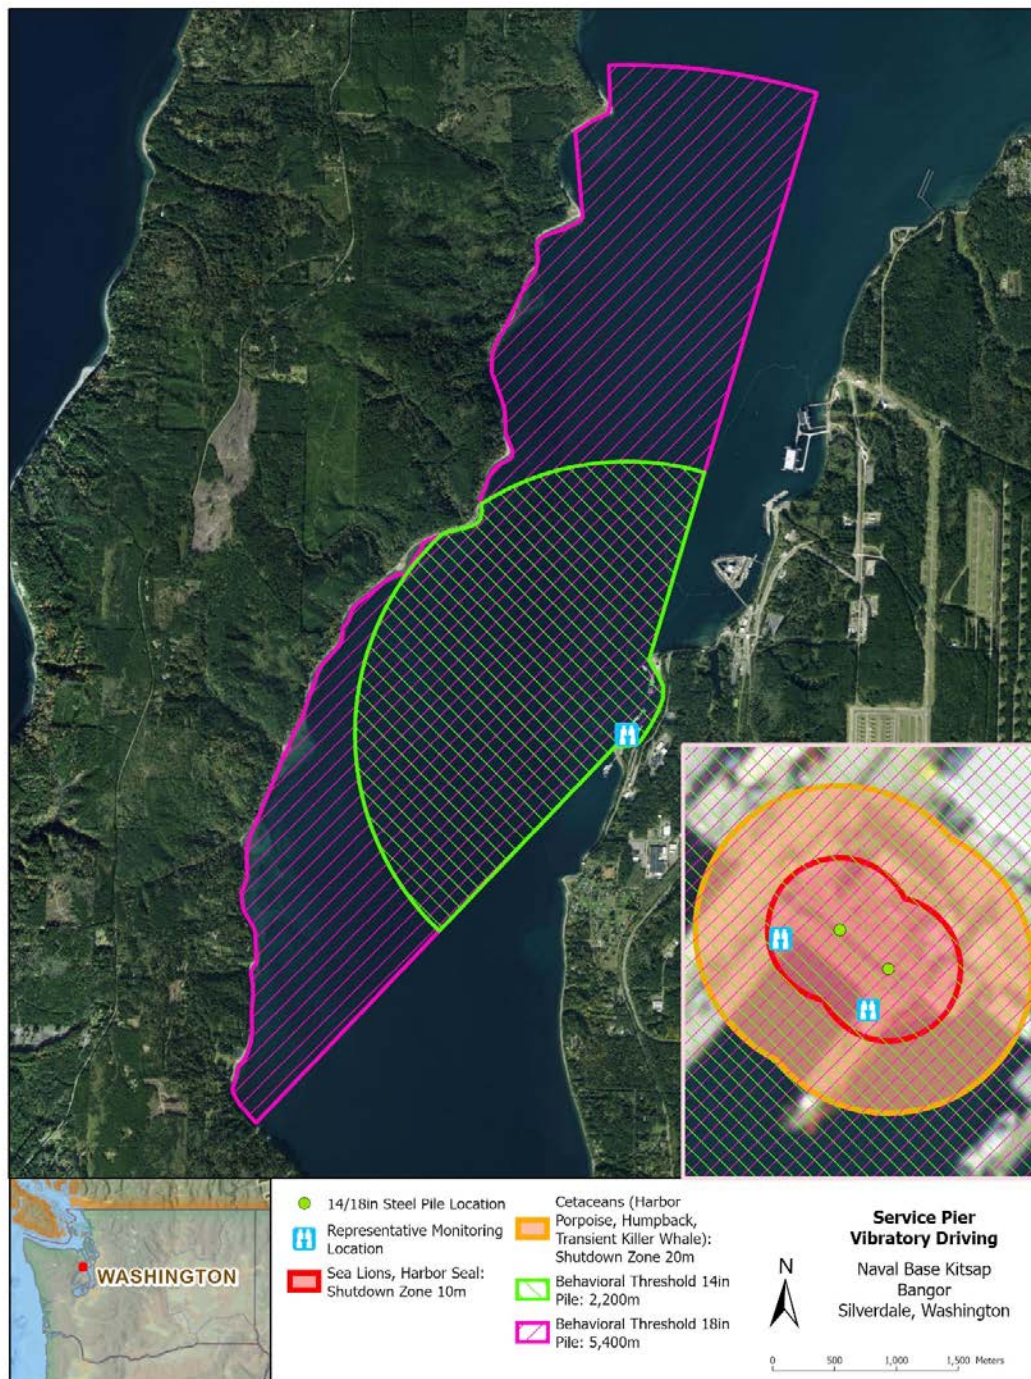 WASHINGTON
14/18in Steel Pile Location
Representative Monitoring
Location
Sea Lions, Harbor Seal:
Shutdown Zone 10m
Cetaceans (Harbor
Porpoise, Humpback,
Transient Killer Whale):
Shutdown Zone 20m
Behavioral Threshold 14in
Pile: 2,200m
Behavioral Threshold 18in
Pile: 5,400m
Service Pier
Vibratory Driving
Naval Base Kitsap
Bangor
Silverdale, Washington
N
0 500 1,000 1,500 Meters